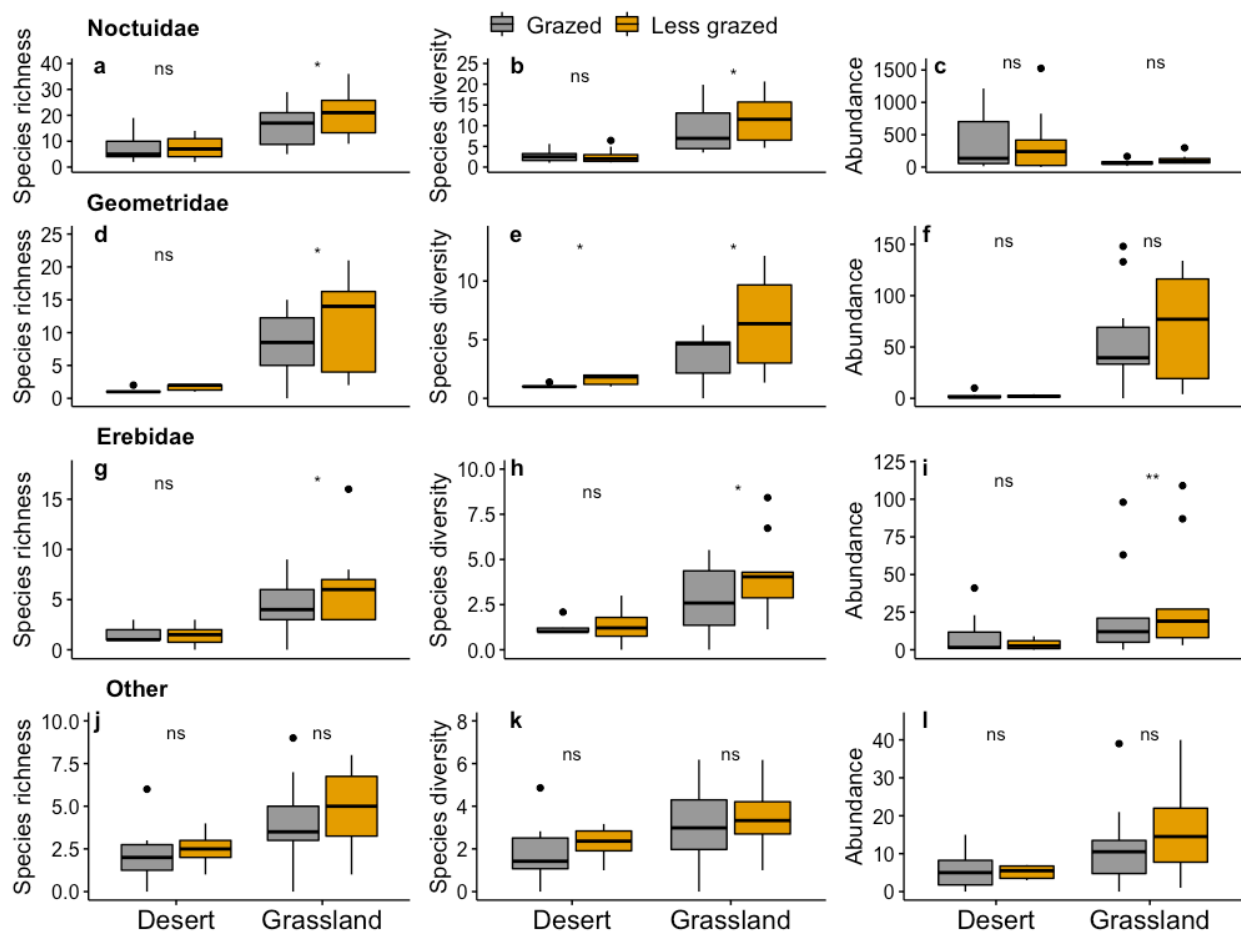 Noctuidae
Grazed Less grazed
Species richness
a
ns
*
40
30
20
10
0
Species diversity
b
ns
*
25
20
15
10
5
0
Abundance
c
ns
ns
1500
1000
500
0
Geometridae
Species richness
d
ns
*
25
20
15
10
5
0
Species diversity
e
*
*
10
5
0
Abundance
f
ns
ns
150
100
50
0
Erebidae
Species richness
g
ns
*
15
10
5
0
Species diversity
h
ns
*
10.0
7.5
5.0
2.5
0.0
Abundance
i
ns
**
125
100
75
50
25
0
Other
Species richness
j
ns
ns
10.0
7.5
5.0
2.5
0.0
Species diversity
k
ns
ns
8
6
4
2
0
Abundance
l
ns
ns
40
30
20
10
0
Desert Grassland
Desert Grassland
Desert Grassland